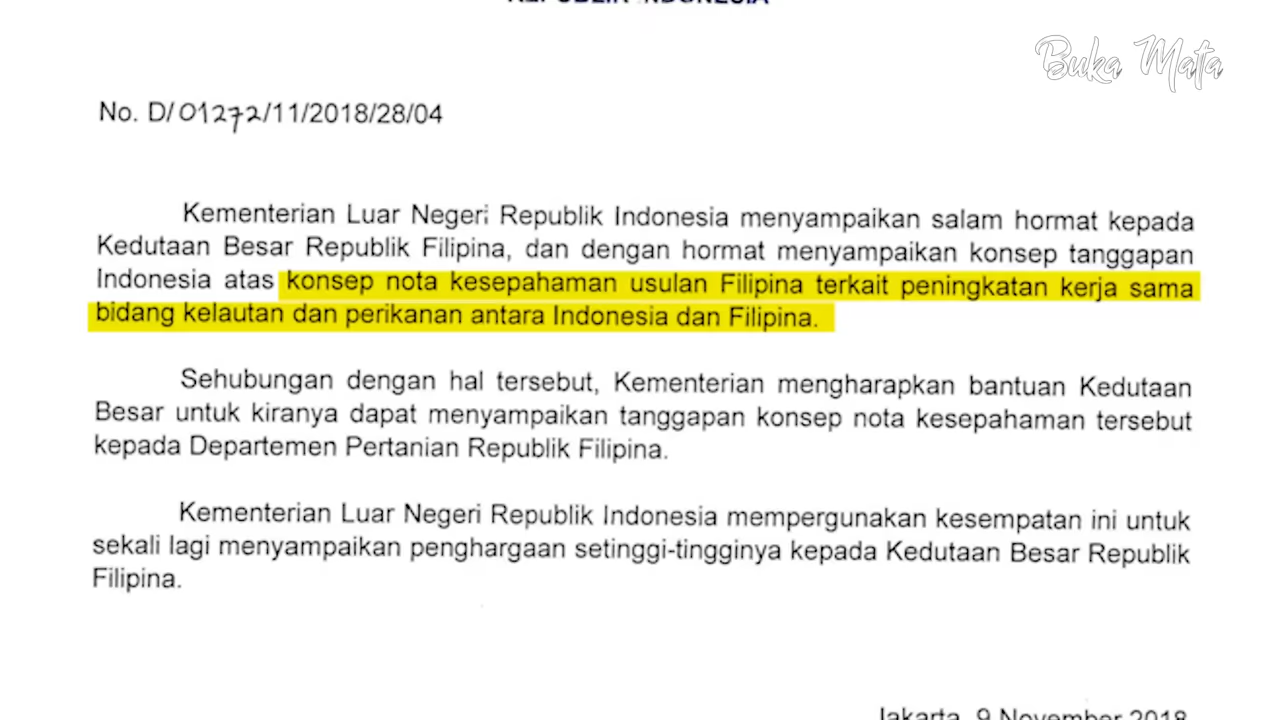 REPUBLIK INDONESIA
Buka Mata
No. D/01272/11/2018/28/04
Kementerian Luar Negeri Republik Indonesia menyampaikan salam hormat kepada
Kedutaan Besar Republik Filipina, dan dengan hormat menyampaikan konsep tanggapan
Indonesia atas konsep nota kesepahaman usulan Filipina terkait peningkatan kerja sama
bidang kelautan dan perikanan antara Indonesia dan Filipina.
Sehubungan dengan hal tersebut, Kementerian mengharapkan bantuan Kedutaan
Besar untuk kiranya dapat menyampaikan tanggapan konsep nota kesepahaman tersebut
kepada Departemen Pertanian Republik Filipina.
Kementerian Luar Negeri Republik Indonesia mempergunakan kesempatan ini untuk
sekali lagi menyampaikan penghargaan setinggi-tingginya kepada Kedutaan Besar Republik
Filipina.
Jakarta, 9 November 2018